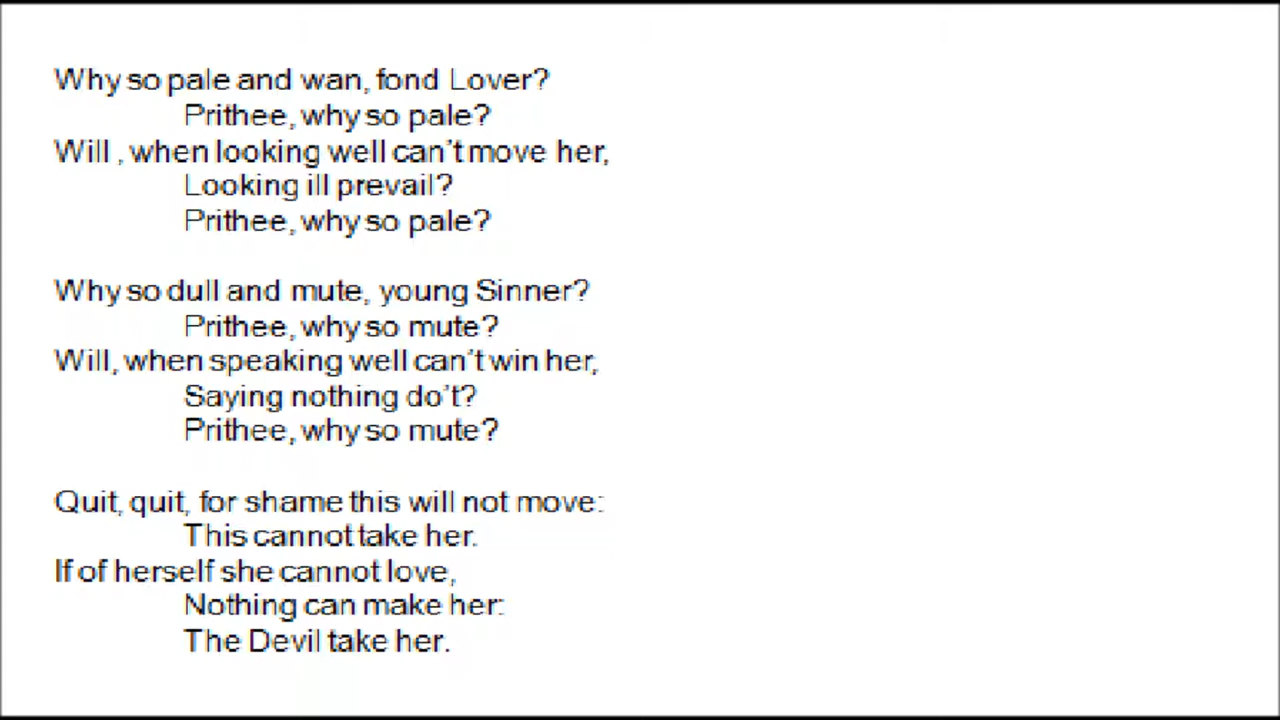 Why so pale and wan, fond Lover?
Prithee, why so pale?
Will , when looking well can't move her,
Looking ill prevail?
Prithee, why so pale?
Why so dull and mute, young Sinner?
Prithee, why so mute?
Will, when speaking well can't win her,
Saying nothing do't?
Prithee, why so mute?
Quit, quit, for shame this will not move:
This cannot take her.
If of herself she cannot love,
Nothing can make her:
The Devil take her.